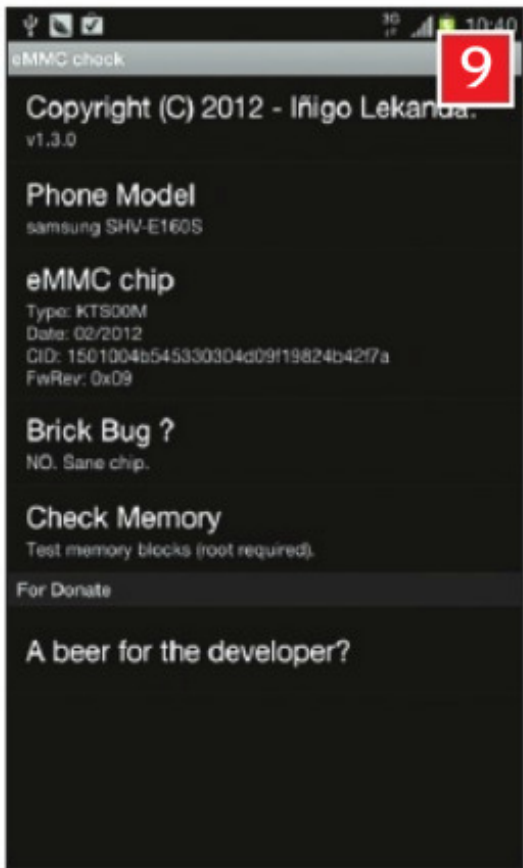 3G 10:40
eMMC check
9
Copyright (C) 2012 - Iñigo Lekanda.
v1.3.0
Phone Model
samsung SHV-E160S
eMMC chip
Type: KTS00M
Date: 02/2012
CID: 1501004b545330304d09f19824b42f7a
FwRev: 0x09
Brick Bug ?
NO. Sane chip.
Check Memory
Test memory blocks (root required).
For Donate
A beer for the developer?